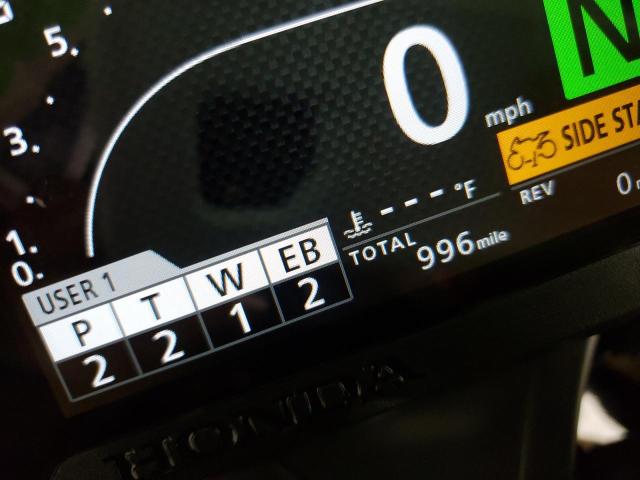 5.
3.
1.
0.
0 mph
N
SIDE STA
---°F
REV 0
TOTAL 996 mile
USER 1
P T W EB
2 2 1 2
HONDA